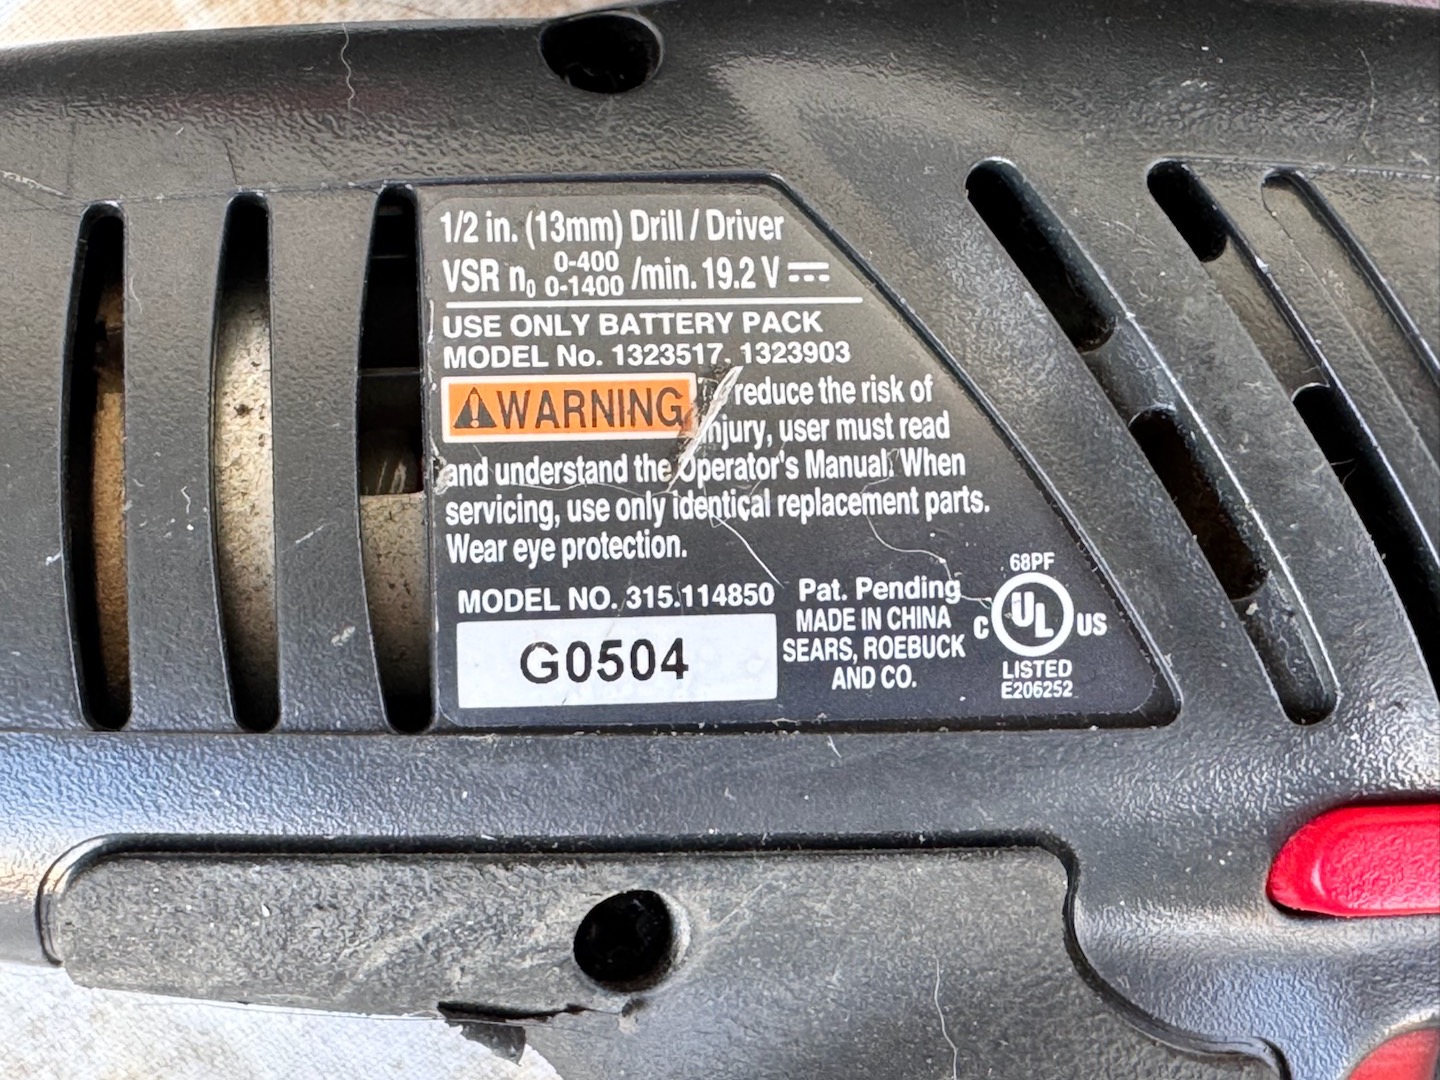 1/2 in. (13mm) Drill / Driver
VSR n0 0-400 0-1400 /min. 19.2 V
USE ONLY BATTERY PACK
MODEL No. 1323517, 1323903
WARNING reduce the risk of
injury, user must read
and understand the Operator's Manual. When
servicing, use only identical replacement parts.
Wear eye protection.
MODEL NO. 315.114850
G0504
Pat. Pending
MADE IN CHINA
SEARS, ROEBUCK
AND CO.
68PF
C UL US
LISTED
E206252